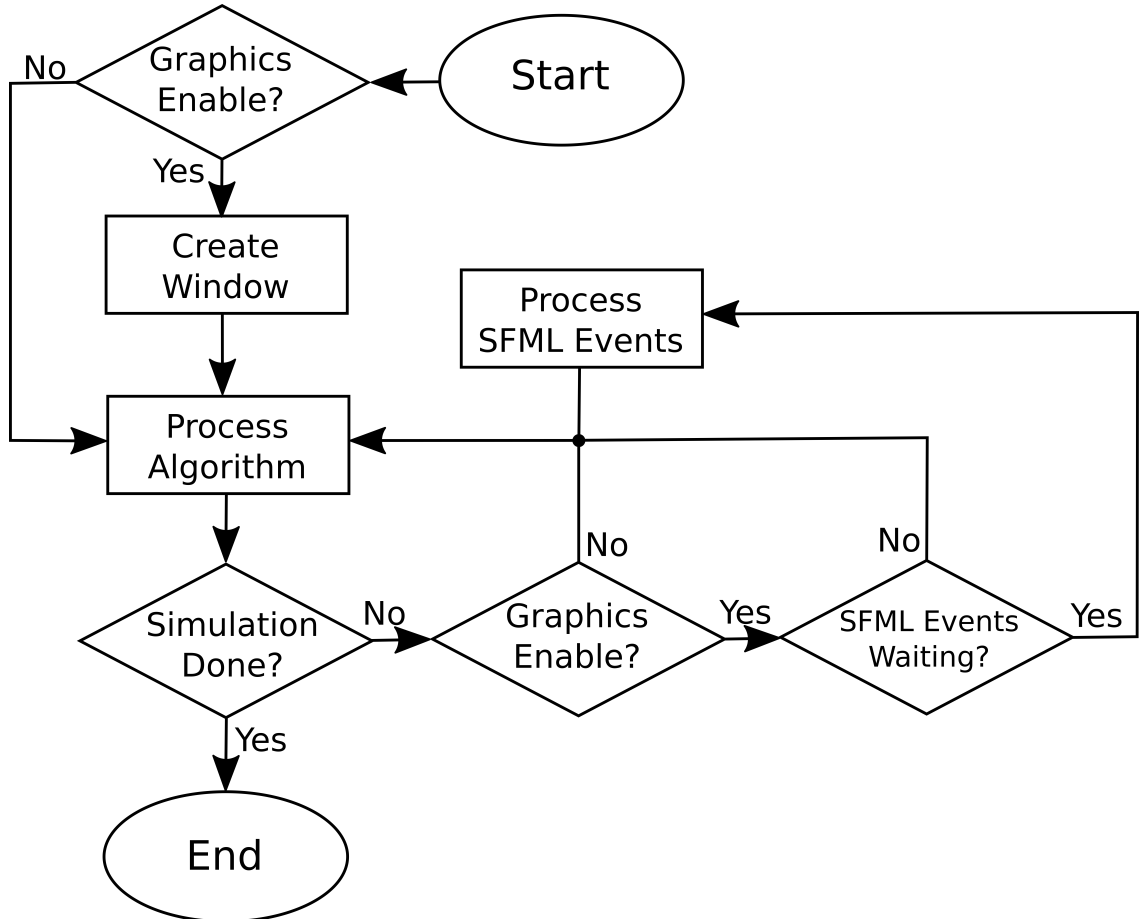 Start
Graphics
Enable?
No
Yes
Create
Window
Process
SFML Events
Process
Algorithm
No
No
Simulation
Done?
No
Graphics
Enable?
Yes
SFML Events
Waiting?
Yes
Yes
End